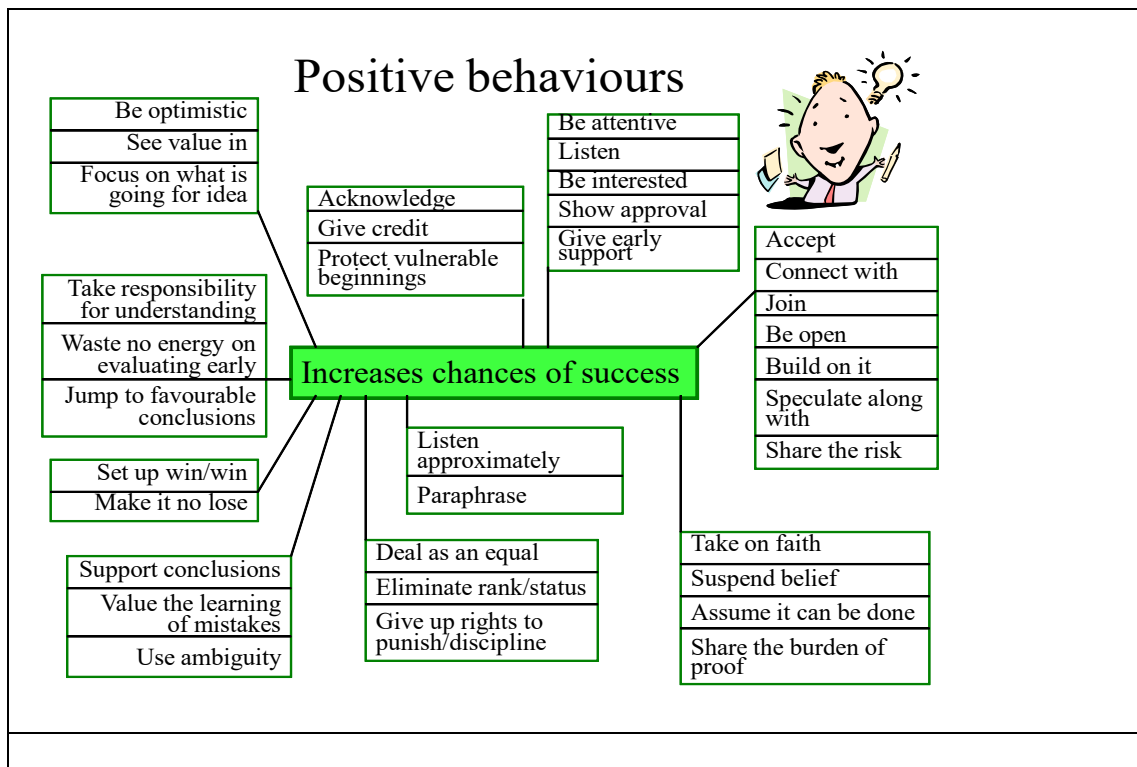 Positive behaviours
Be optimistic
See value in
Focus on what is
going for idea
Acknowledge
Give credit
Protect vulnerable
beginnings
Be attentive
Listen
Be interested
Show approval
Give early
support
Accept
Connect with
Join
Be open
Build on it
Speculate along
with
Share the risk
Take responsibility
for understanding
Waste no energy on
evaluating early
Jump to favourable
conclusions
Increases chances of success
Set up win/win
Make it no lose
Listen
approximately
Paraphrase
Support conclusions
Value the learning
of mistakes
Use ambiguity
Deal as an equal
Eliminate rank/status
Give up rights to
punish/discipline
Take on faith
Suspend belief
Assume it can be done
Share the burden of
proof